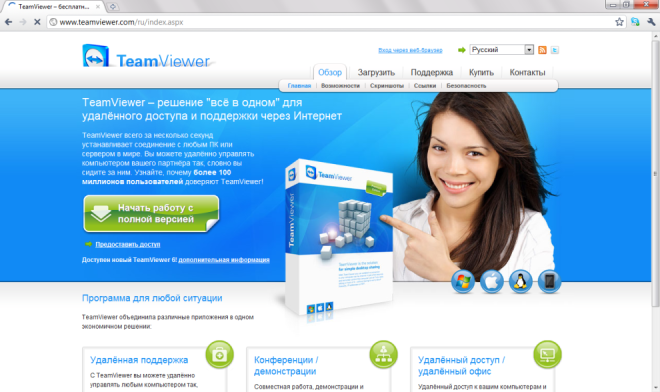 TeamViewer – бесплатн...
www.teamviewer.com/ru/index.aspx
TeamViewer
Вход через веб-браузер
Русский
Обзор Загрузить Поддержка Купить Контакты
Главная Возможности Скриншоты Ссылки Безопасность
TeamViewer – решение "всё в одном" для
удалённого доступа и поддержки через Интернет
TeamViewer всего за несколько секунд
устанавливает соединение с любым ПК или
сервером в мире. Вы можете удалённо управлять
компьютером вашего партнёра так, словно вы
сидите за ним. Узнайте, почему более 100
миллионов пользователей доверяют TeamViewer!
Начать работу с
полной версией
Предоставить доступ
Доступен новый TeamViewer 6! дополнительная информация
TeamViewer
TeamViewer
for simple desktop sharing
Программа для любой ситуации
TeamViewer объединила различные приложения в одном
экономичном решении:
Удалённая поддержка
С TeamViewer вы можете удалённо
управлять любым компьютером так,
Конференции /
демонстрации
Совместная работа, демонстрации и
Удалённый доступ /
удалённый офис
Удалённый доступ к вашим компьютерам и